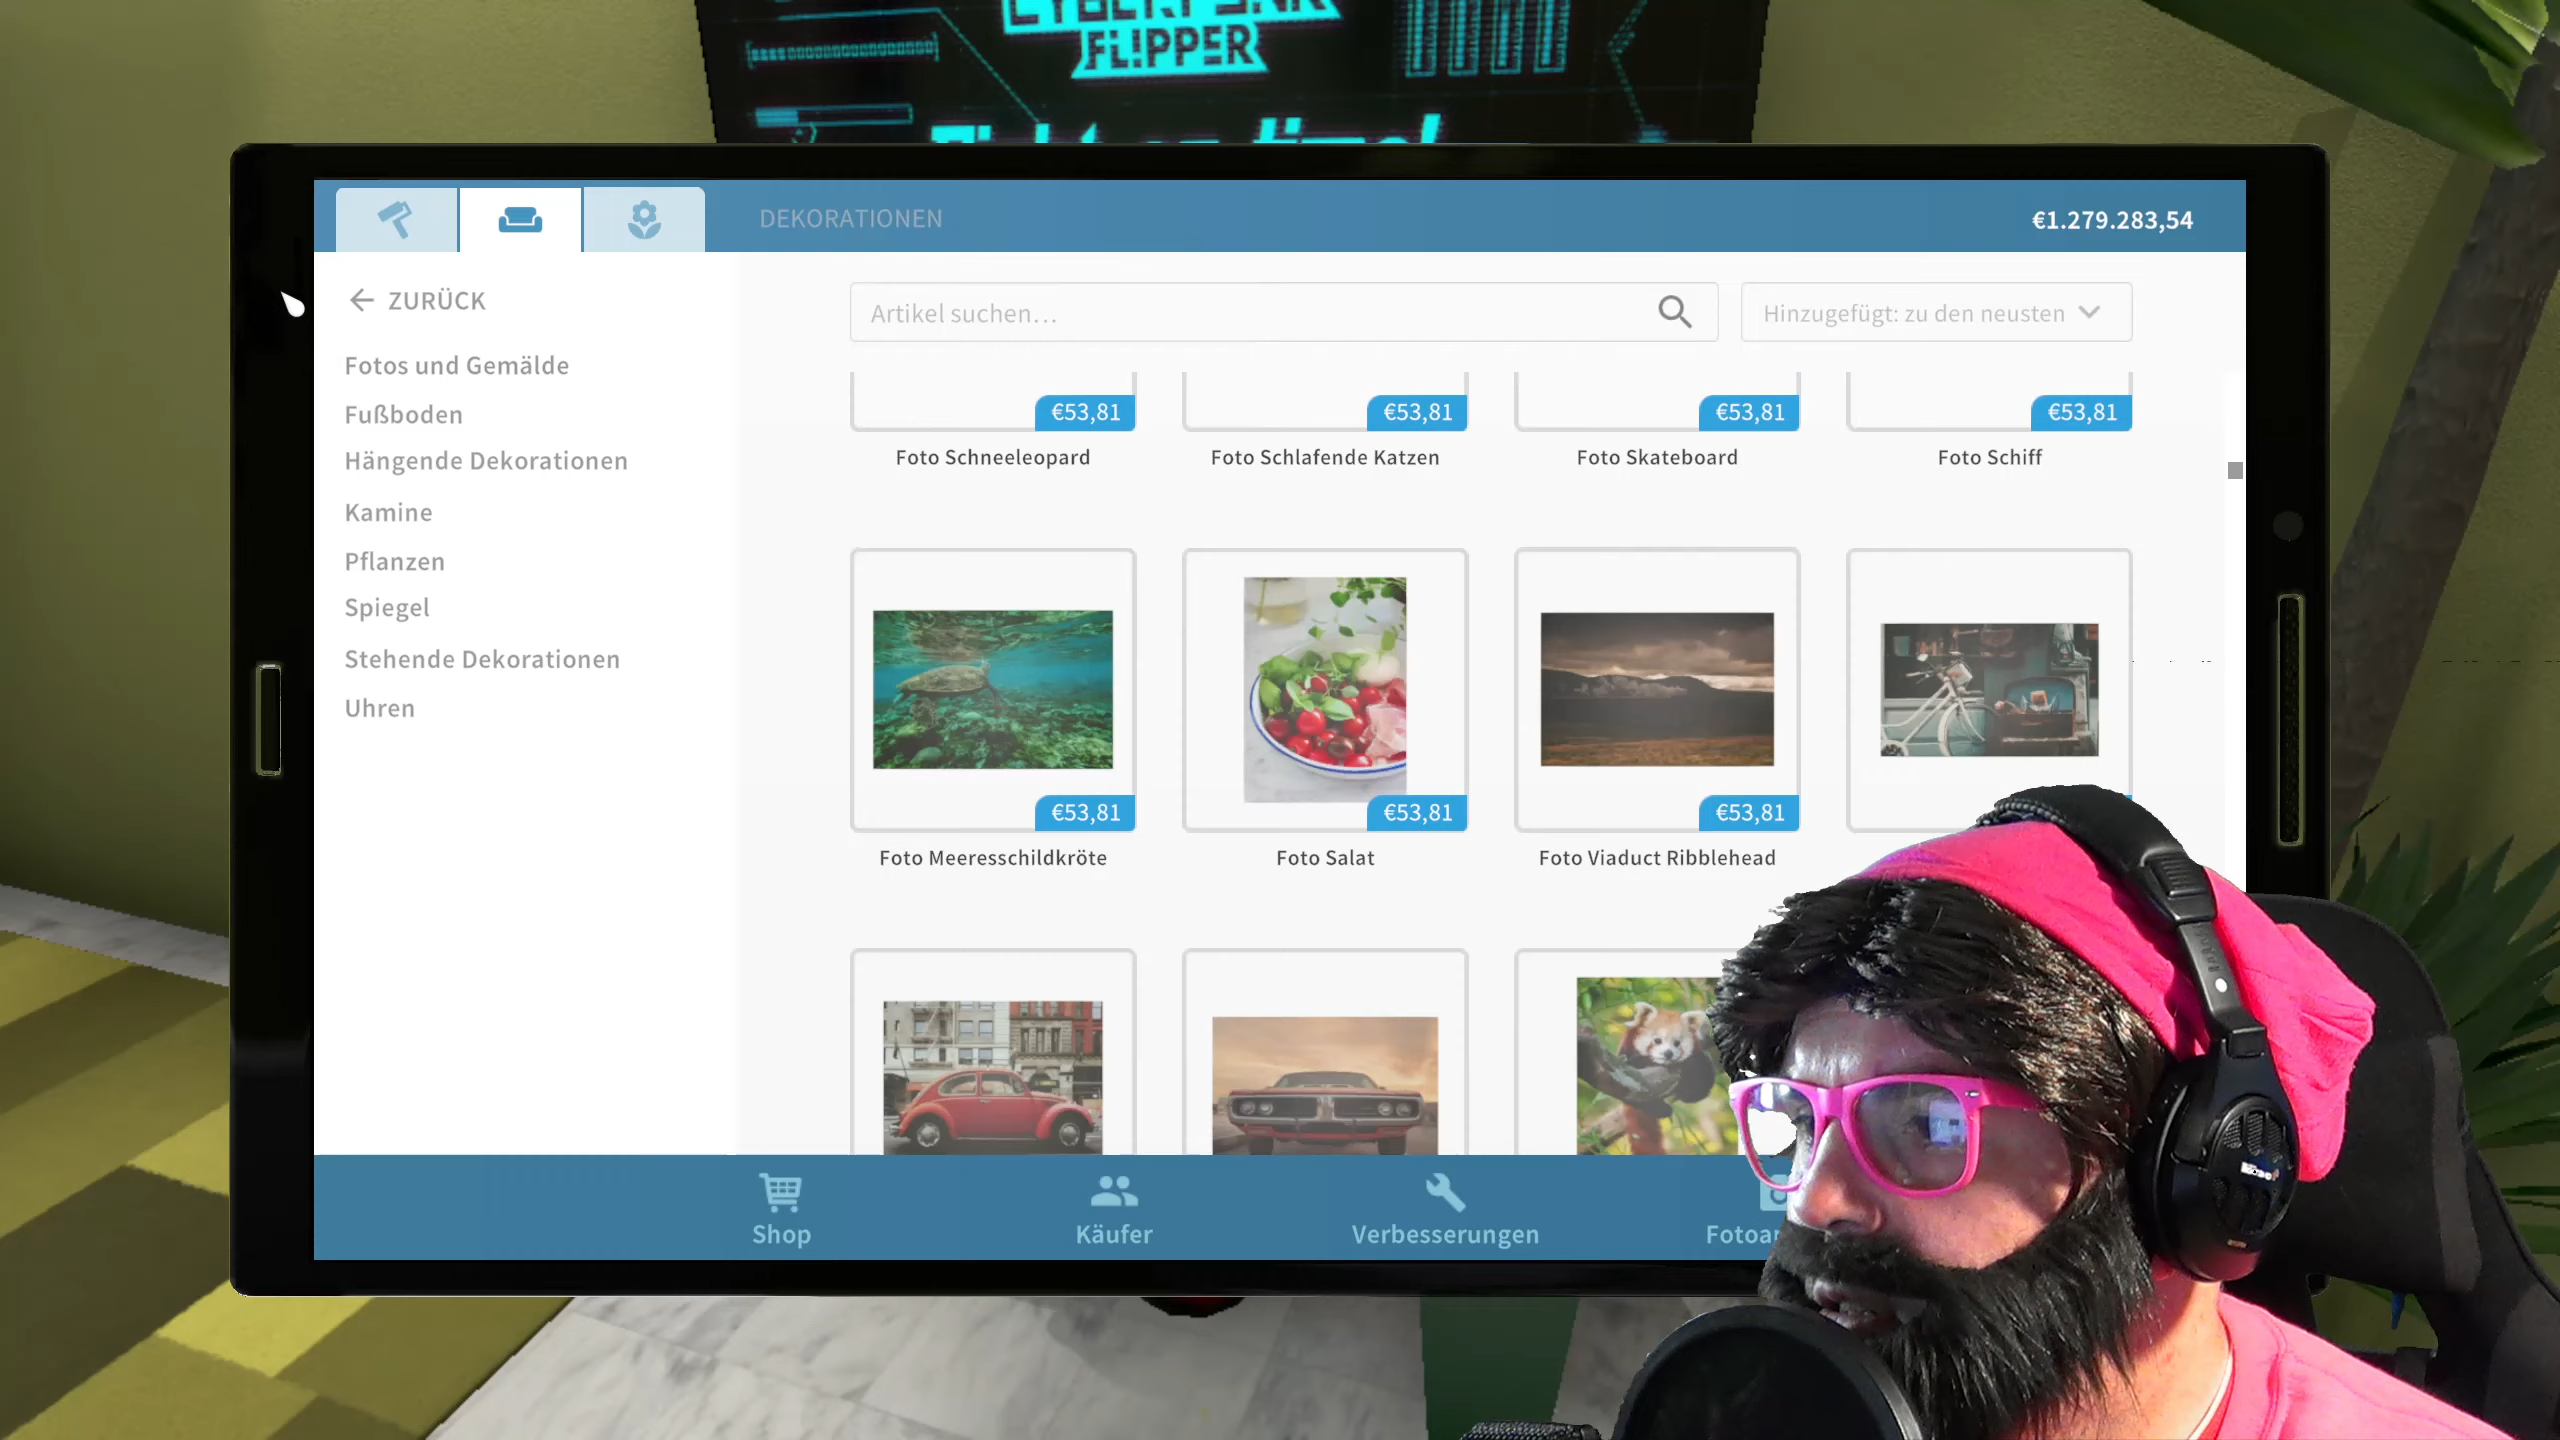 FL!PPER
DEKORATIONEN
€1.279.283,54
ZURÜCK
Artikel suchen…
Hinzugefügt: zu den neusten
Fotos und Gemälde
Fußboden
Hängende Dekorationen
Kamine
Pflanzen
Spiegel
Stehende Dekorationen
Uhren
€53,81
€53,81
€53,81
€53,81
Foto Schneeleopard
Foto Schlafende Katzen
Foto Skateboard
Foto Schiff
€53,81
€53,81
€53,81
Foto Meeresschildkröte
Foto Salat
Foto Viaduct Ribblehead
Shop
Käufer
Verbesserungen